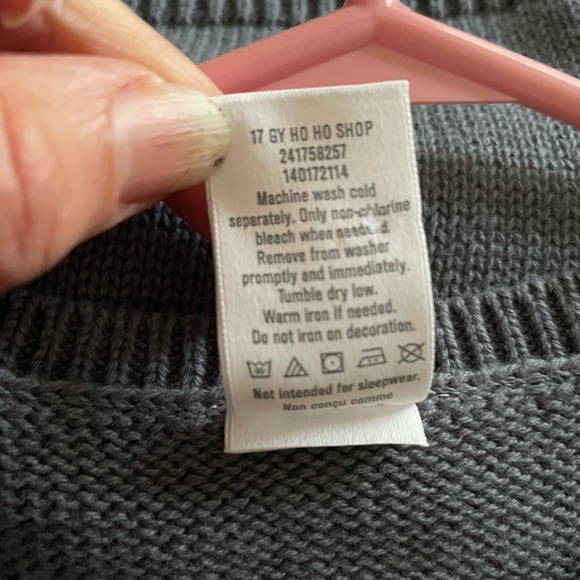 17 GY HO HO SHOP
241758257
140172114
Machine wash cold
separately. Only non-chlorine
bleach when needed.
Remove from washer
promptly and immediately.
Tumble dry low.
Warm iron if needed.
Do not iron on decoration.
30
Not intended for sleepwear.
Non conçu comme